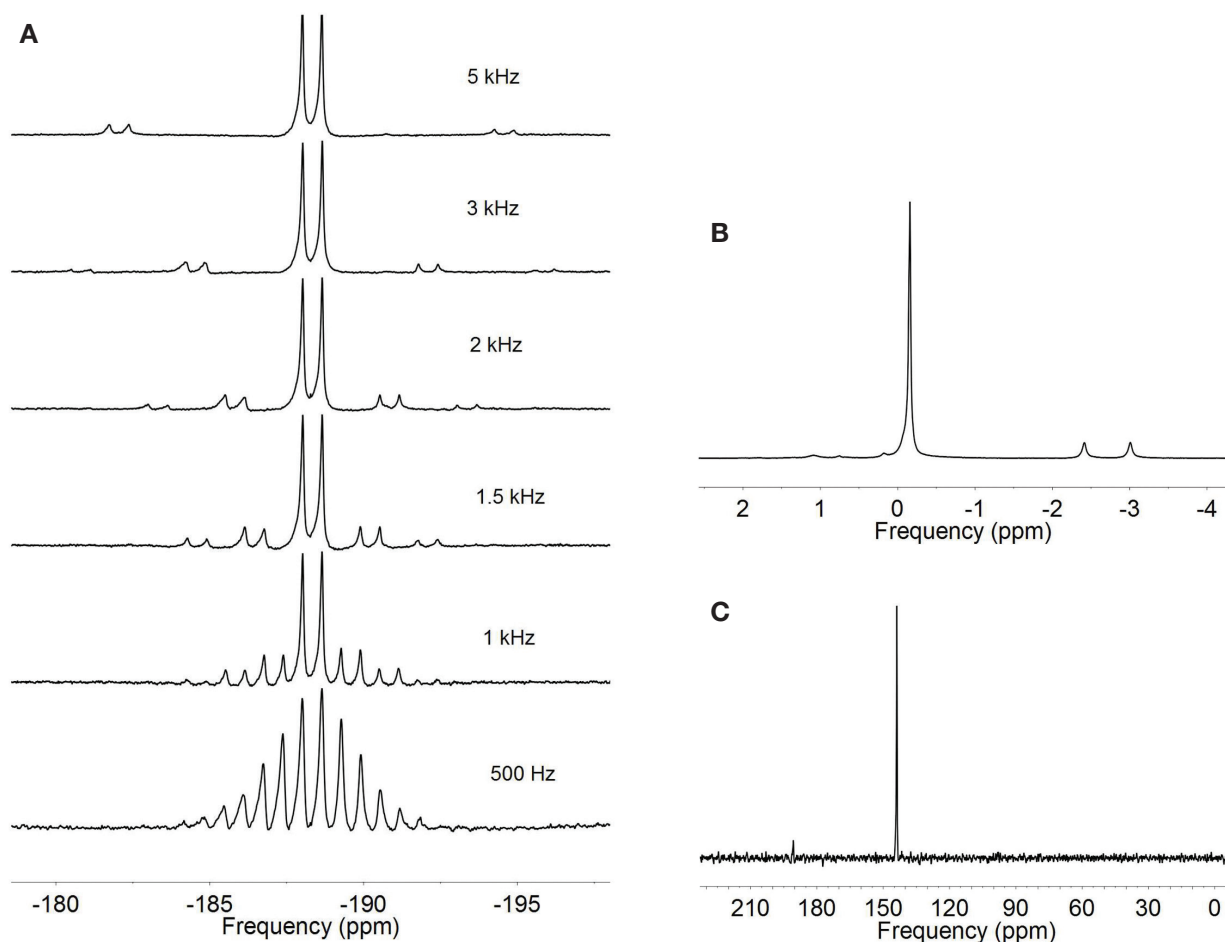 A
5 kHz
3 kHz
2 kHz
1.5 kHz
1 kHz
500 Hz
-180 -185 -190 -195
Frequency (ppm)
B
2 1 0 -1 -2 -3 -4
Frequency (ppm)
C
210 180 150 120 90 60 30 0
Frequency (ppm)